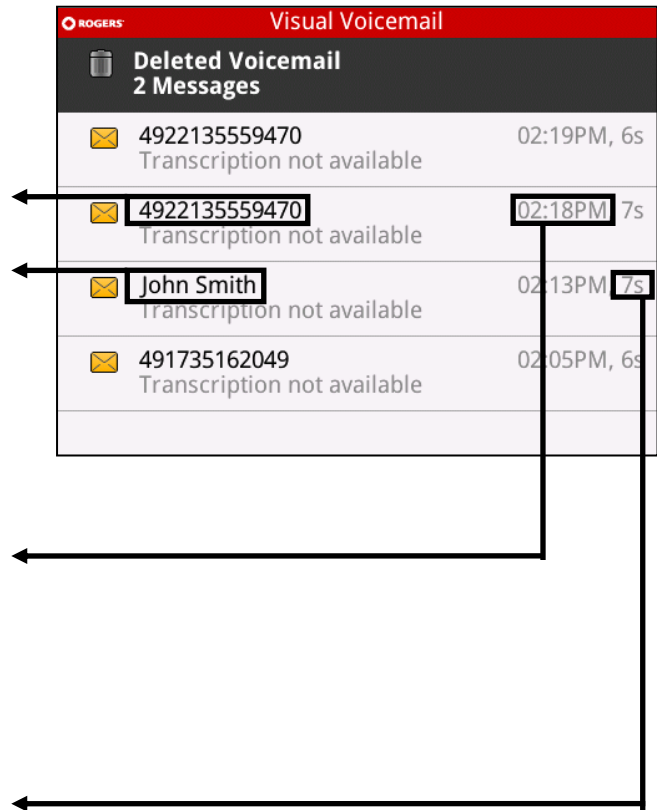 ROGERS Visual Voicemail
Deleted Voicemail
2 Messages
4922135559470 02:19PM, 6s
Transcription not available
4922135559470 02:18PM, 7s
Transcription not available
John Smith 02:13PM, 7s
Transcription not available
491735162049 02:05PM, 6s
Transcription not available